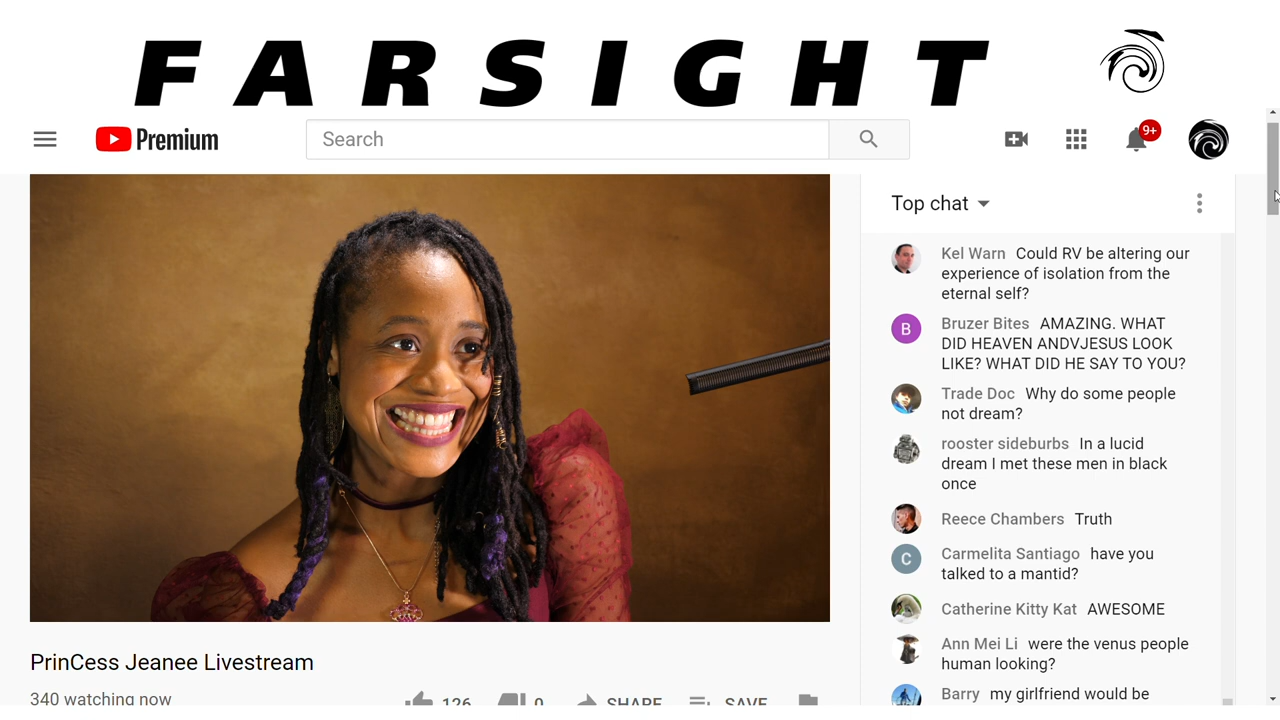 FARSIGHT
Premium
Search
9+
Top chat
Kel Warn Could RV be altering our
experience of isolation from the
eternal self?
B
Bruzer Bites AMAZING. WHAT
DID HEAVEN ANDVJESUS LOOK
LIKE? WHAT DID HE SAY TO YOU?
Trade Doc Why do some people
not dream?
rooster sideburbs In a lucid
dream I met these men in black
once
Reece Chambers Truth
C
Carmelita Santiago have you
talked to a mantid?
Catherine Kitty Kat AWESOME
Ann Mei Li were the venus people
human looking?
Barry my girlfriend would be
PrinCess Jeanee Livestream
340 watching now
126
0
SHARE
SAVE